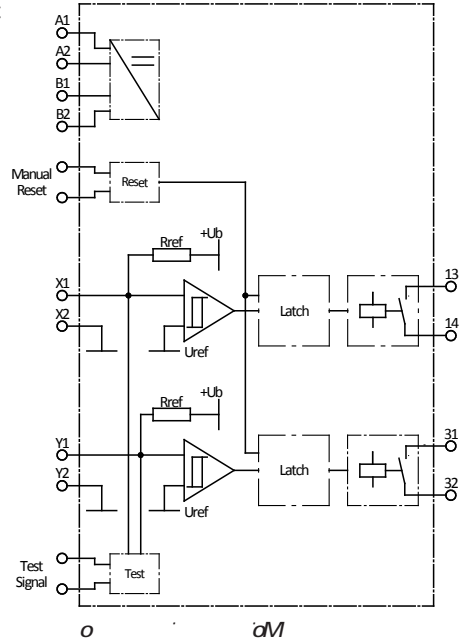 A1
A2
B1
B2
Manual
Reset
Reset
Rref
+Ub
X1
X2
Uref
Latch
13
14
Rref
+Ub
Y1
Y2
Uref
Latch
31
32
Test
Signal
Test
o
oM